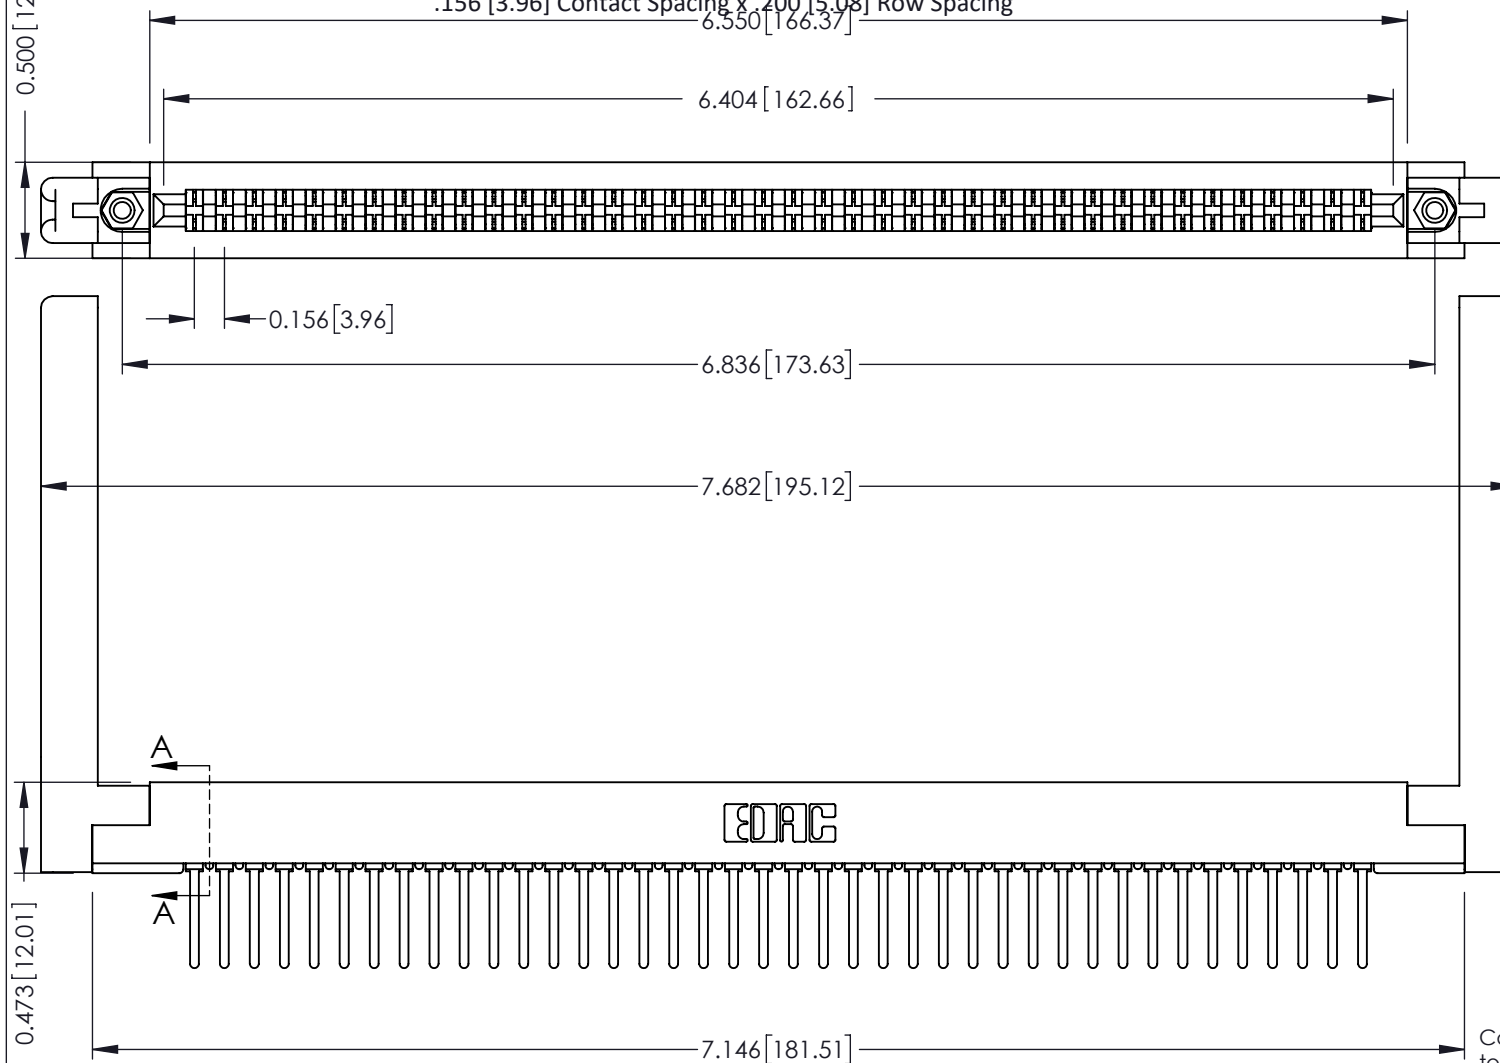 .156 [3.96] Contact Spacing x .200 [5.08] Row Spacing
6.550[166.37]
0.500
6.404[162.66]
0.156[3.96]
6.836[173.63]
7.682[195.12]
A
EDAC
A
0.473[12.01]
7.146[181.51]